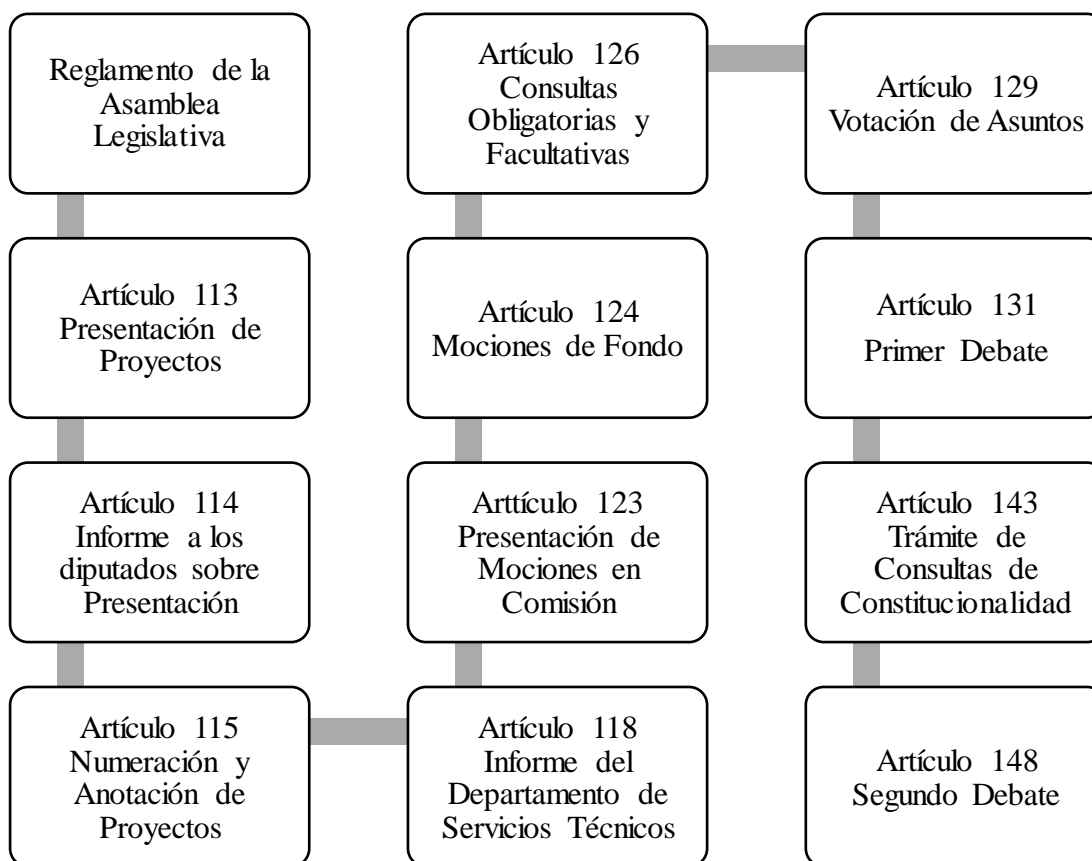 Reglamento de la
Asamblea
Legislativa
Artículo 113
Presentación de
Proyectos
Artículo 114
Informe a los
diputados sobre
Presentación
Artículo 115
Numeración y
Anotación de
Proyectos
Artículo 118
Informe del
Departamento de
Servicios Técnicos
Arttículo 123
Presentación de
Mociones en
Comisión
Artículo 124
Mociones de Fondo
Artículo 126
Consultas
Obligatorias y
Facultativas
Artículo 129
Votación de Asuntos
Artículo 131
Primer Debate
Artículo 143
Trámite de
Consultas de
Constitucionalidad
Artículo 148
Segundo Debate